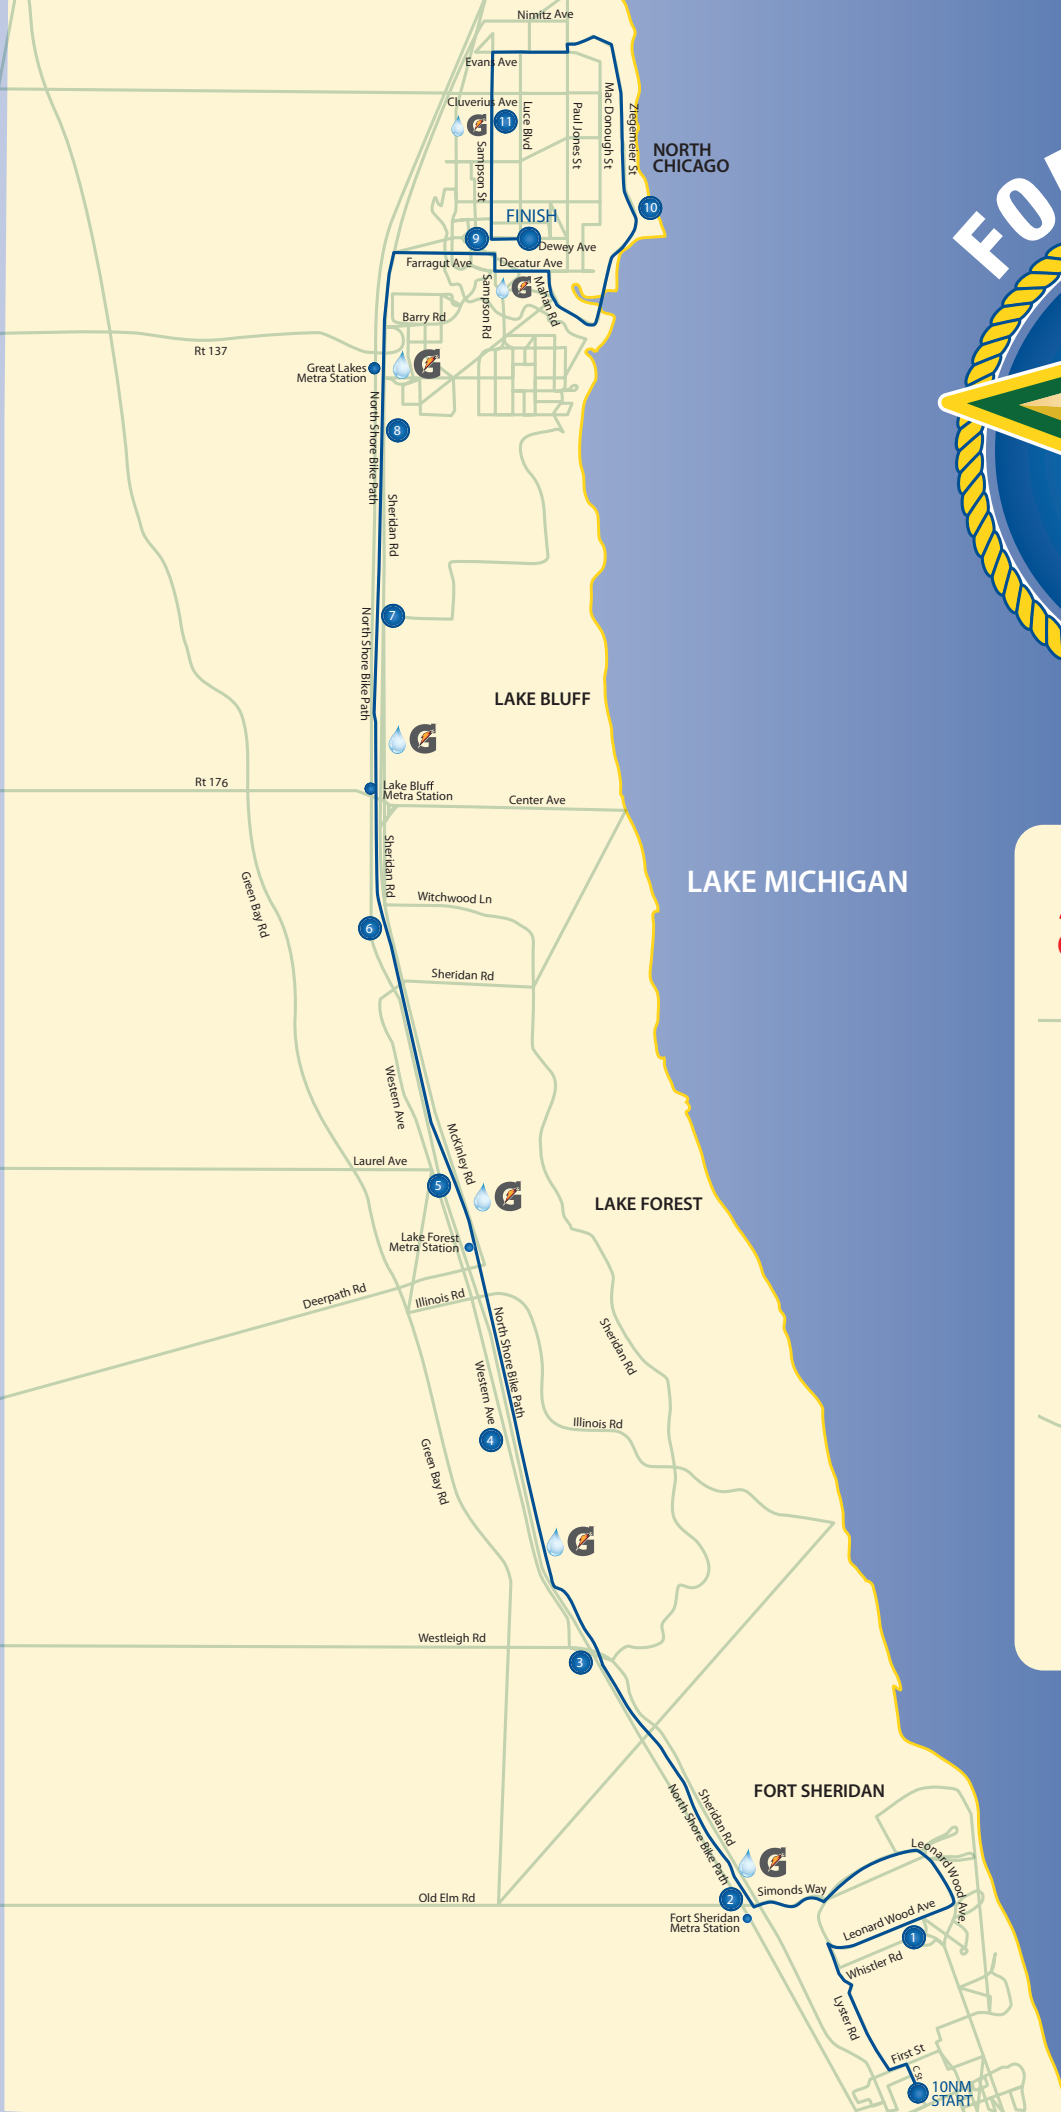 Nimitz Ave
Evans Ave
Cluverius Ave
G
11
Luce Blvd
Paul Jones St
Mac Donough St
Ziegemeier St
Sampson St
NORTH
CHICAGO
10
FINISH
9
Dewey Ave
Farragut Ave
Decatur Ave
Sampson Rd
G
Mahan Rd
Barry Rd
Rt 137
Great Lakes
Metra Station
G
North Shore Bike Path
8
Sheridan Rd
7
North Shore Bike Path
LAKE BLUFF
G
Rt 176
Lake Bluff
Metra Station
Center Ave
Sheridan Rd
LAKE MICHIGAN
Green Bay Rd
Witchwood Ln
6
Sheridan Rd
Western Ave
McKinley Rd
Laurel Ave
5
G
LAKE FOREST
Lake Forest
Metra Station
Deerpath Rd
Illinois Rd
North Shore Bike Path
Sheridan Rd
Western Ave
Illinois Rd
4
Green Bay Rd
G
Westleigh Rd
3
FORT SHERIDAN
North Shore Bike Path
Sheridan Rd
G
Leonard Wood Ave.
Simonds Way
Old Elm Rd
2
Fort Sheridan
Metra Station
Leonard Wood Ave
1
Whistler Rd
Lyster Rd
First St
C St
10NM
START
FO